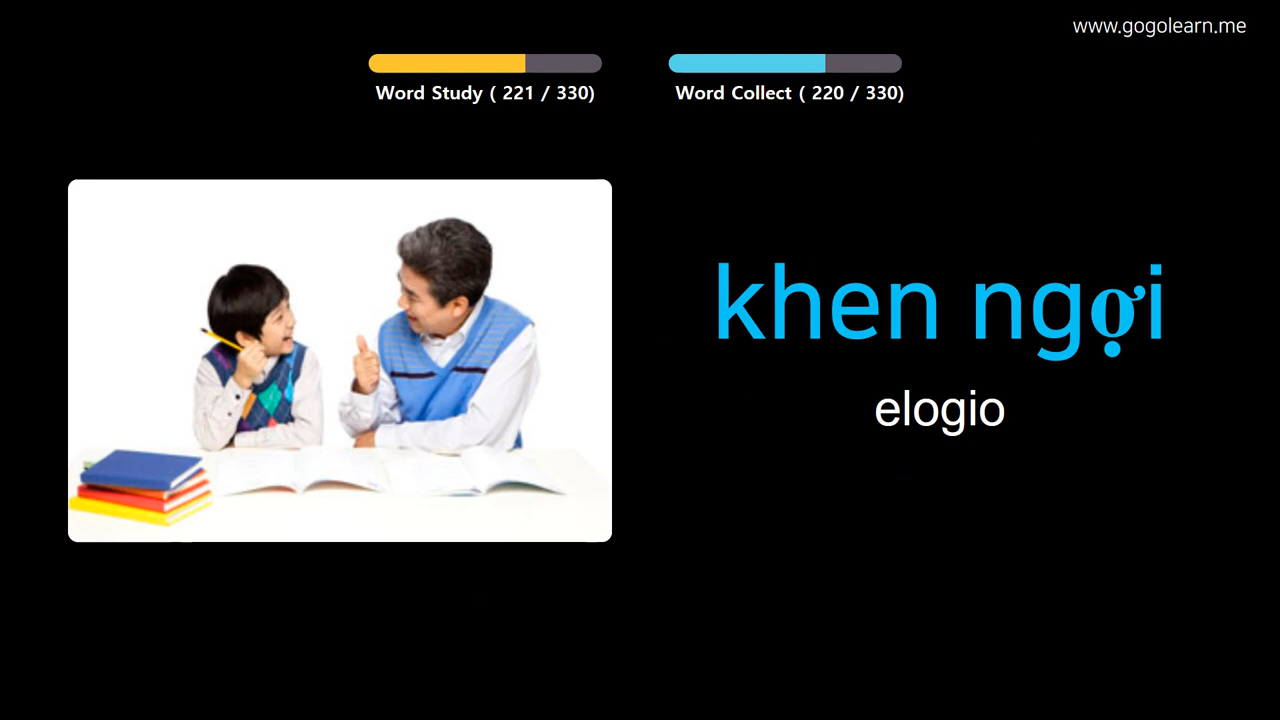 www.gogolearn.me
Word Study ( 221 / 330)
Word Collect ( 220 / 330)
khen ngợi
elogio